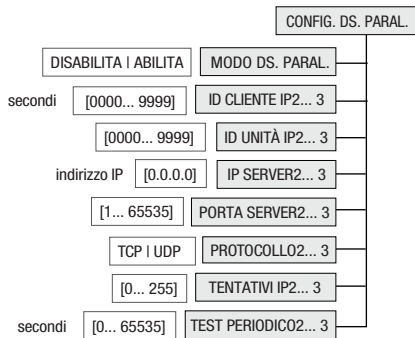 CONFIG. DS. PARAL.
DISABILITA | ABILITA MODO DS. PARAL.
secondi [0000... 9999] ID CLIENTE IP2... 3
[0000... 9999] ID UNITÀ IP2... 3
indirizzo IP [0.0.0.0] IP SERVER2... 3
[1... 65535] PORTA SERVER2... 3
TCP | UDP PROTOCOLLO2... 3
[0... 255] TENTATIVI IP2... 3
secondi [0... 65535] TEST PERIODICO2... 3